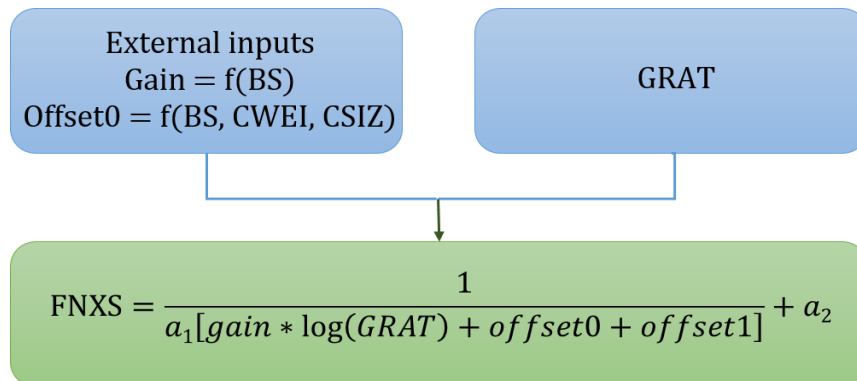 External inputs
Gain = f(BS)
Offset0 = f(BS, CWEI, CSIZ)
GRAT
FNXS = 1 / a₁[gain * log(GRAT) + offset0 + offset1] + a₂